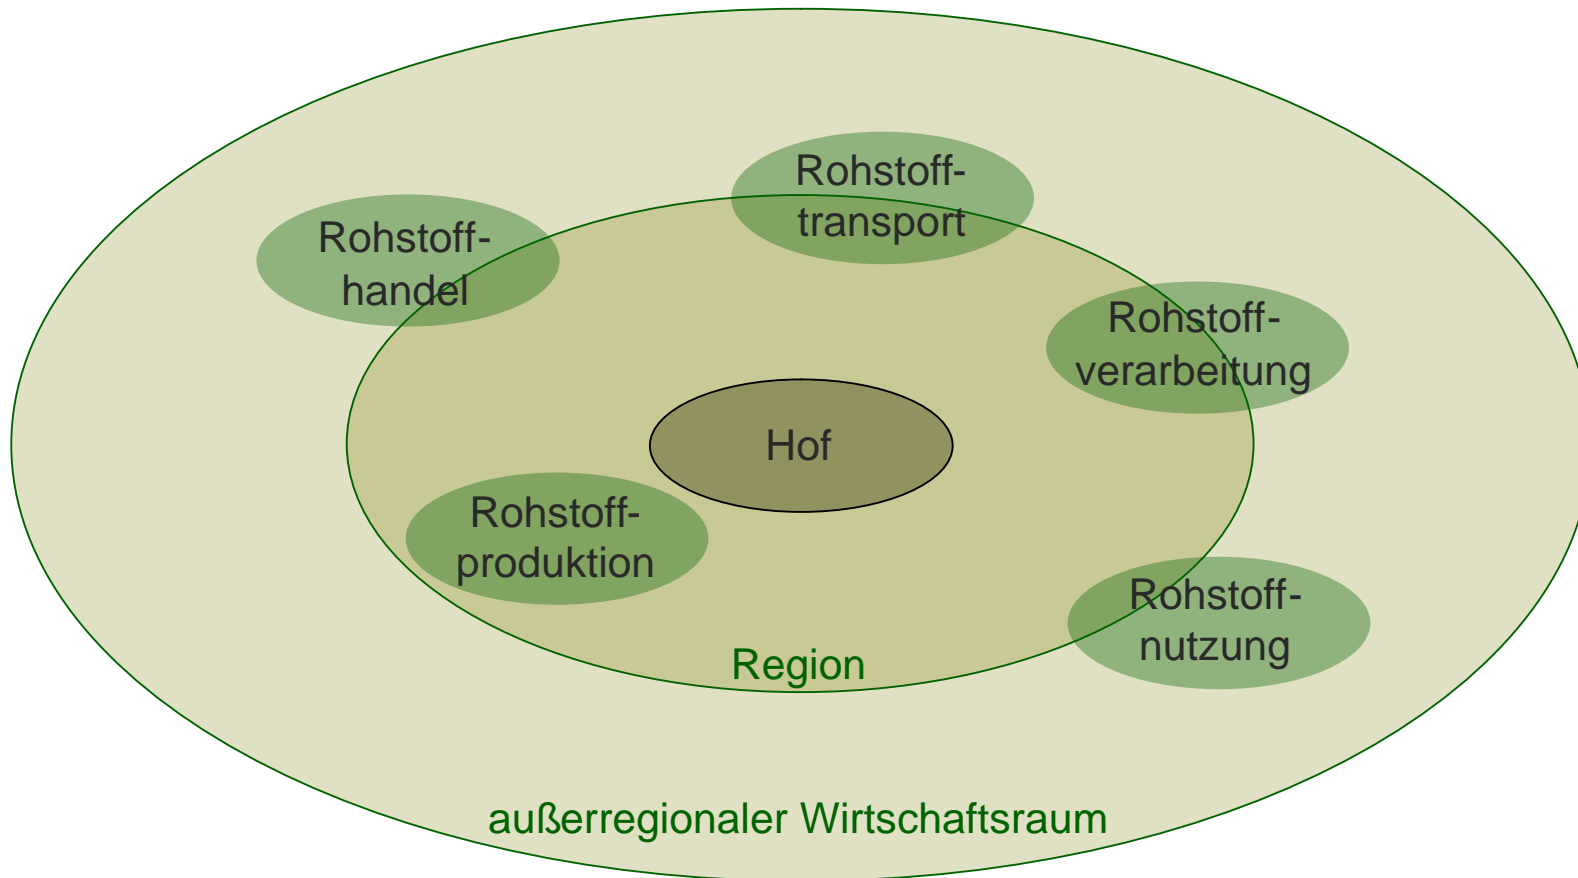 Rohstoff-
transport
Rohstoff-
handel
Rohstoff-
verarbeitung
Hof
Rohstoff-
produktion
Rohstoff-
nutzung
Region
außerregionaler Wirtschaftsraum